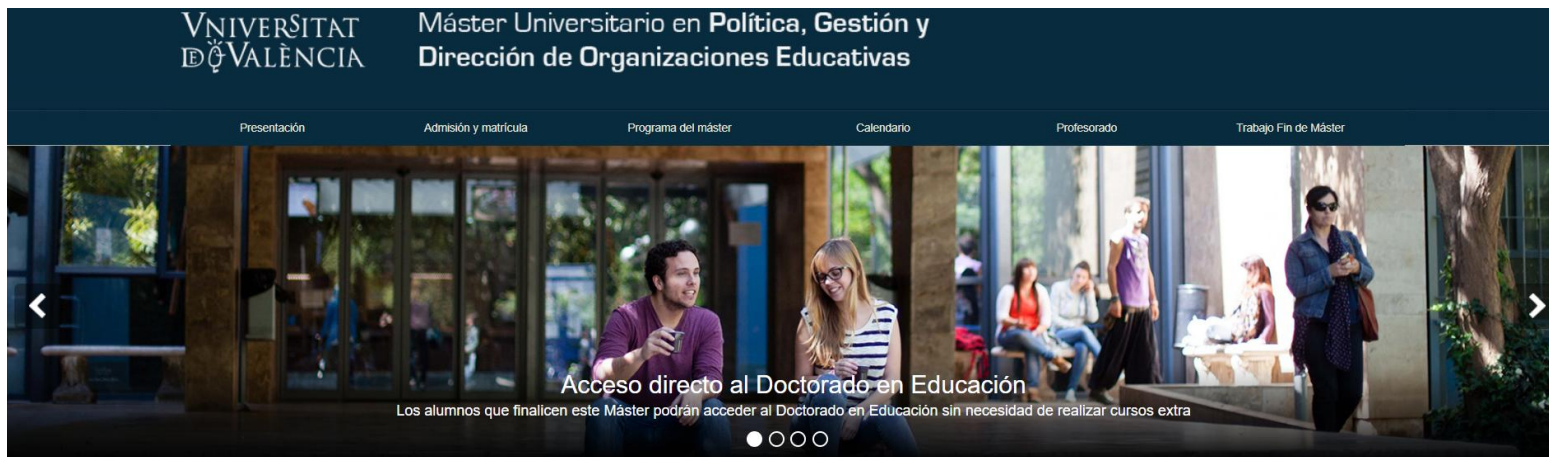 VNIVERSITAT
Máster Universitario en Política, Gestión y
DE VALÈNCIA
Dirección de Organizaciones Educativas
Presentación
Admisión y matrícula
Programa del máster
Calendario
Profesorado
Trabajo Fin de Máster
Acceso directo al Doctorado en Educación
Los alumnos que finalicen este Máster podrán acceder al Doctorado en Educación sin necesidad de realizar cursos extra